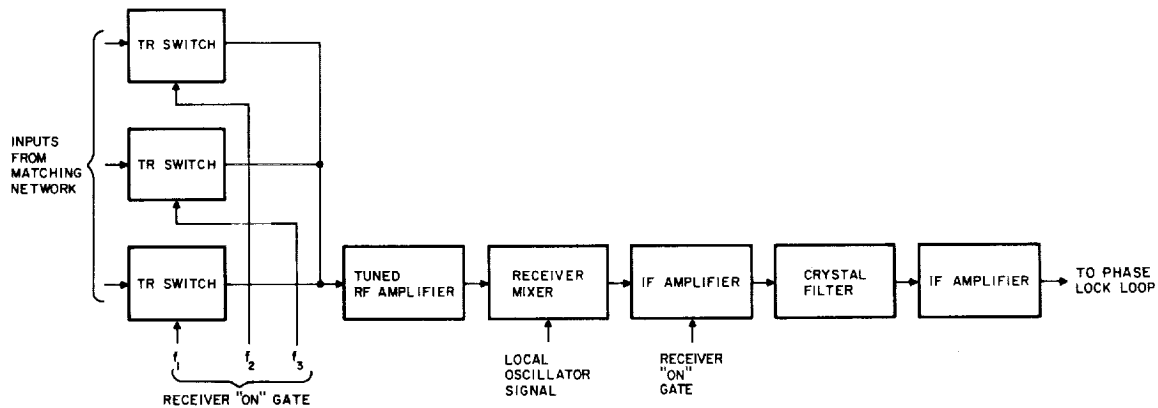 TR SWITCH
INPUTS
FROM
MATCHING
NETWORK
TR SWITCH
TR SWITCH
TUNED
RF AMPLIFIER
RECEIVER
MIXER
IF AMPLIFIER
CRYSTAL
FILTER
IF AMPLIFIER
TO PHASE
LOCK LOOP
f1 f2 f3
RECEIVER "ON" GATE
LOCAL
OSCILLATOR
SIGNAL
RECEIVER
"ON"
GATE